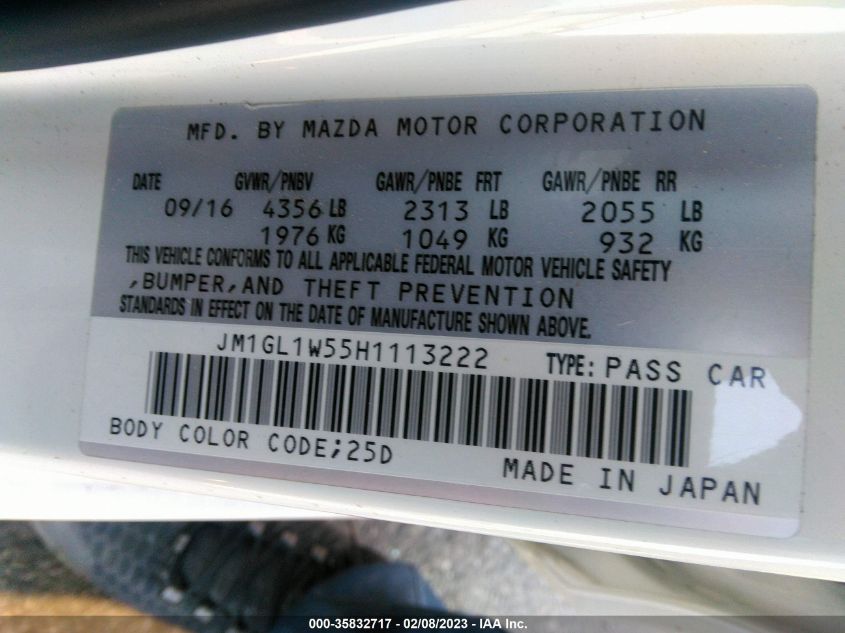 MFD. BY MAZDA MOTOR CORPORATION
DATE GVWR/PNBV GAWR/PNBE FRT GAWR/PNBE RR
09/16 4356 LB 2313 LB 2055 LB
1976 KG 1049 KG 932 KG
THIS VEHICLE CONFORMS TO ALL APPLICABLE FEDERAL MOTOR VEHICLE SAFETY
,BUMPER,AND THEFT PREVENTION
STANDARDS IN EFFECT ON THE DATE OF MANUFACTURE SHOWN ABOVE.
JM1GL1W55H1113222 TYPE: PASS CAR
BODY COLOR CODE;25D
MADE IN JAPAN
000-35832717 - 02/08/2023 - IAA Inc.